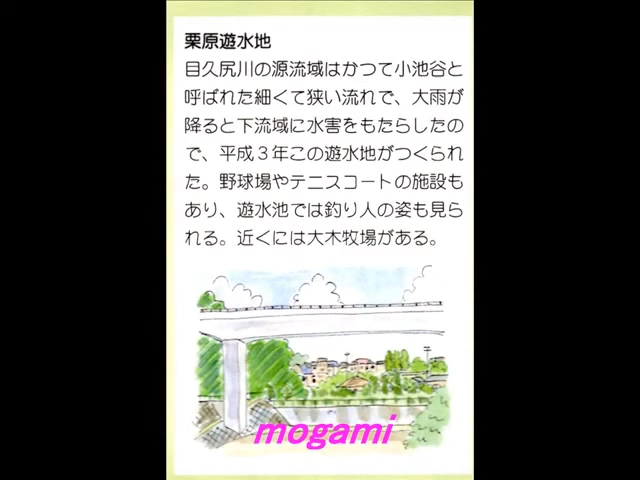 栗原遊水地
目久尻川の源流域はかつて小池谷と
呼ばれた細くて狭い流れで、大雨が
降ると下流域に水害をもたらしたの
で、平成３年この遊水地がつくられ
た。野球場やテニスコートの施設も
あり、遊水池では釣り人の姿も見ら
れる。近くには大木牧場がある。
mogami